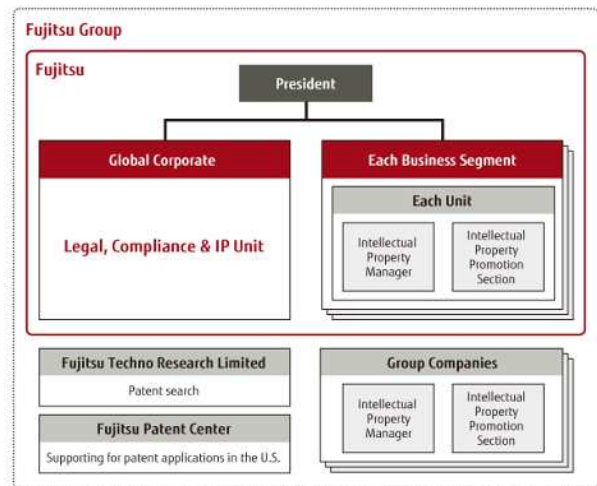 Fujitsu Group
Fujitsu
President
Global Corporate
Legal, Compliance & IP Unit
Each Business Segment
Each Unit
Intellectual
Property
Manager
Intellectual
Property
Promotion
Section
Fujitsu Techno Research Limited
Patent search
Fujitsu Patent Center
Supporting for patent applications in the U.S.
Group Companies
Intellectual
Property
Manager
Intellectual
Property
Promotion
Section